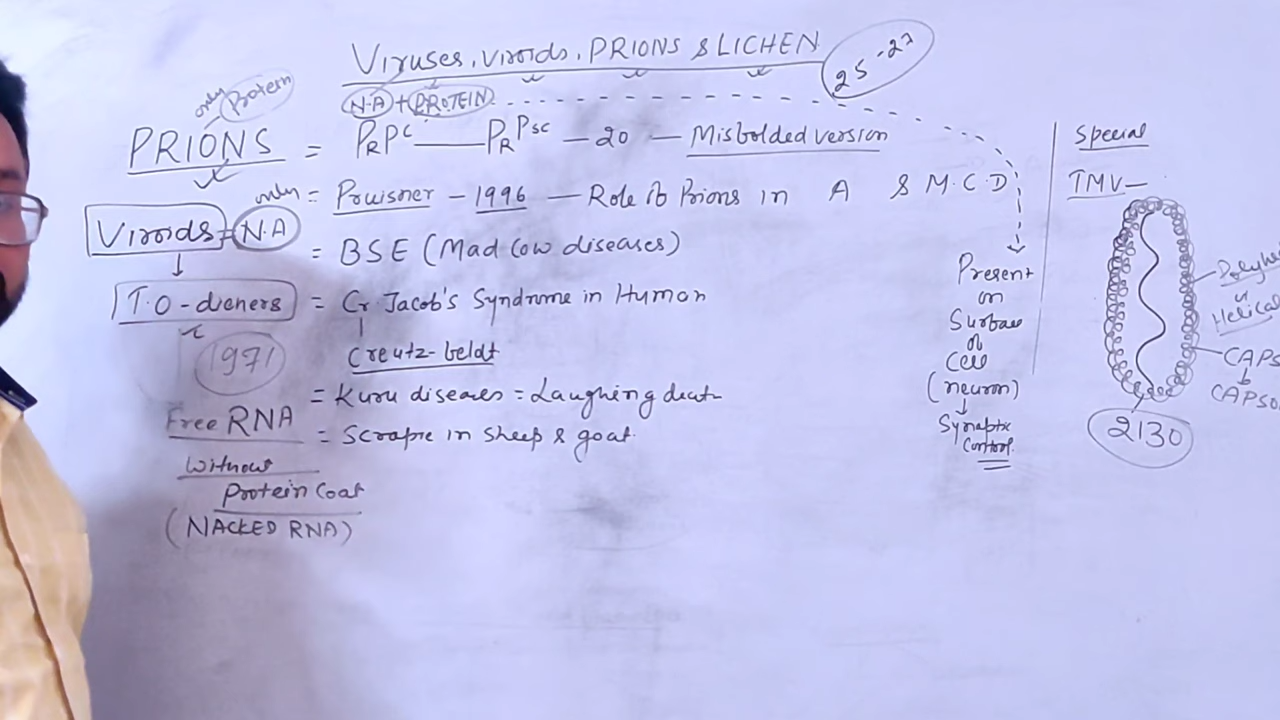 Viruses, Viroids, PRIONS & LICHEN
25-27
N.A + PROTEIN
only Protein
PRIONS = PRPC — PRPSC — 20 — Misfolded version
only = Pruisner - 1996 — Role of Prions in A & M.C.D
Viroids = N.A
= BSE (Mad Cow diseases)
T.O - dieners = Cr. Jacob's Syndrome in Human
1971
Creutz-feldt
= Kuru diseases = Laughing death
Free RNA
= Scrapie in sheep & goat.
Without
Protein Coat
(NACKED RNA)
Present
on
Surface
of
Cell
(neuron)
Synaptic
Control
Special
TMV —
Helical
CAPS
CAPSO
2130